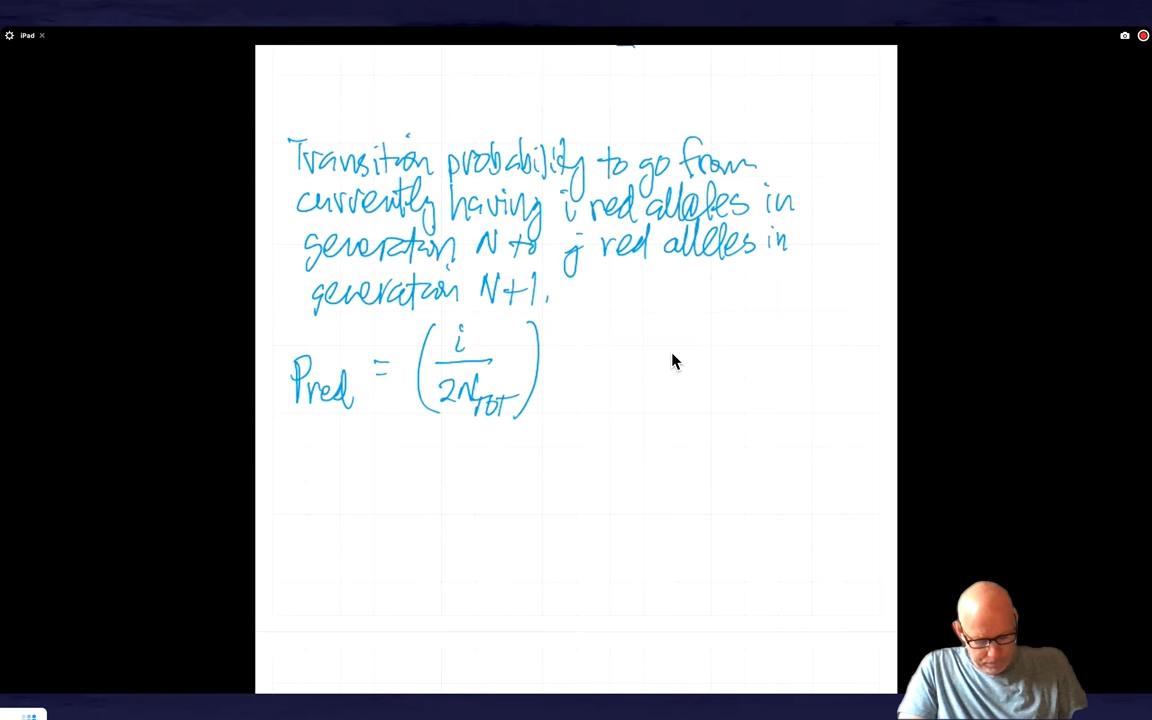 iPad
Transition probability to go from
currently having i red alleles in
generation N to j red alleles in
generation N+1.
Pred = (i / 2N_TOT)